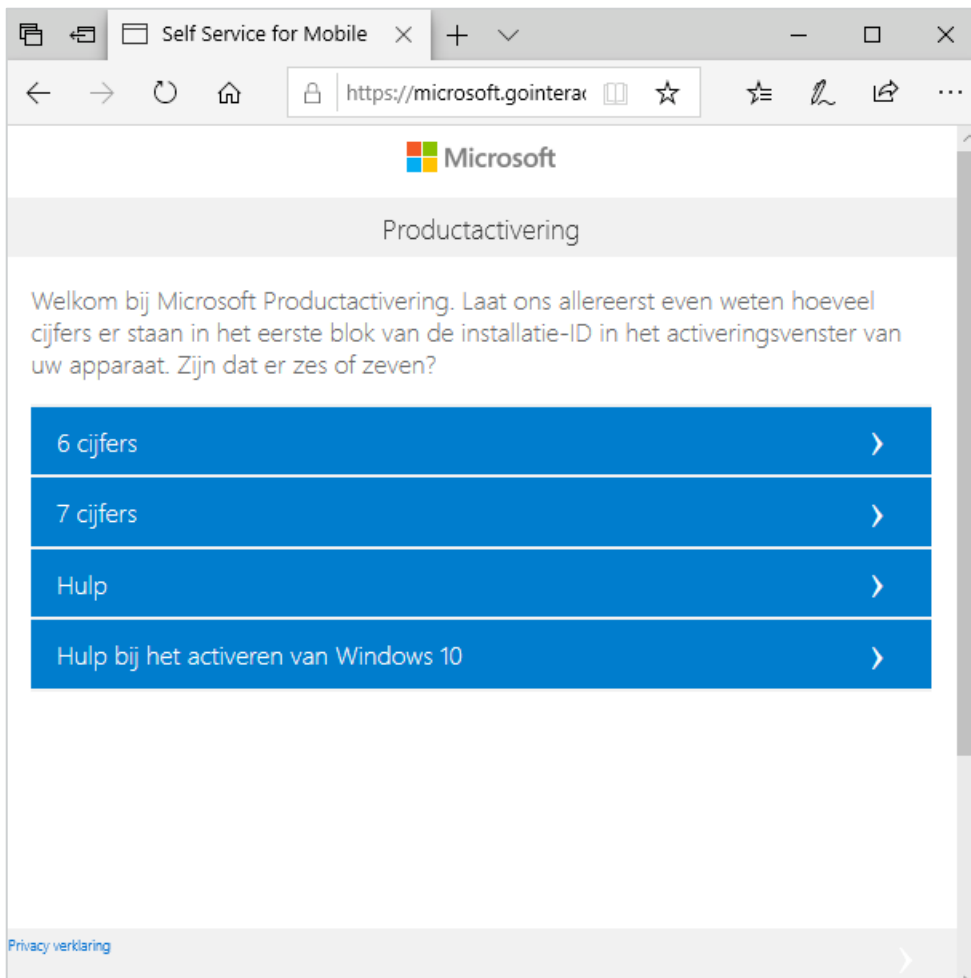 Self Service for Mobile
https://microsoft.gointerac
Microsoft
Productactivering
Welkom bij Microsoft Productactivering. Laat ons allereerst even weten hoeveel
cijfers er staan in het eerste blok van de installatie-ID in het activeringsvenster van
uw apparaat. Zijn dat er zes of zeven?
6 cijfers
7 cijfers
Hulp
Hulp bij het activeren van Windows 10
Privacy verklaring